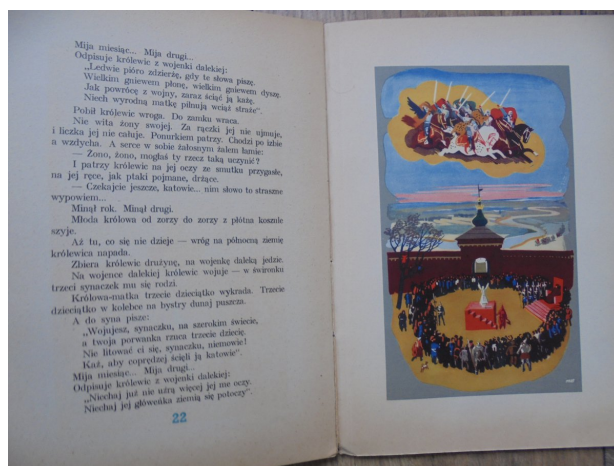 Mija miesiąc... Mija drugi...
Odpisuje królewic z wojenki dalekiej:
„Ledwie pióro zdzierżę, gdy te słowa piszę.
Wielkim gniewem płonę, wielkim gniewem dyszę.
Jak powrócę z wojny, zaraz ściąć ją każę.
Niech wyrodną matkę pilnują wciąż straże".
Pobił królewic wroga. Do zamku wraca.
Nie wita żony swojej. Za rączki jej nie ujmuje,
i liczka jej nie całuje. Ponurkiem patrzy. Chodzi po izbie
a wzdycha. A serce w sobie żałosnym żalem łamie:
— Żono, żono, mogłaś ty rzecz taką uczynić?
I patrzy królewic na jej oczy ze smutku przygasłe,
na jej ręce, jak ptaki pojmane, drżące.
— Czekajcie jeszcze, katowie... nim słowo to straszne
wypowiem...
Minął rok. Minął drugi.
Młoda królowa od zorzy do zorzy z płótna koszule
szyje.
Aż tu, co się nie dzieje — wróg na północną ziemię
królewica napada.
Zbiera królewic drużynę, na wojenkę daleką jedzie.
Na wojence dalekiej królewic wojuje — w świronku
trzeci synaczek mu się rodzi.
Królowa-matka trzecie dzieciątko wykrada. Trzecie
dzieciątko w kolebce na bystry dunaj puszcza.
A do syna pisze:
„Wojujesz, synaczku, na szerokim świecie,
a twoja porwanka rzuca trzecie dziecię.
Nie litować ci się, synaczku, niemowie!
Każ, aby coprędzej ścięli ją katowie".
Mija miesiąc... Mija drugi...
Odpisuje królewic z wojenki dalekiej:
„Niechaj już nie uźrą więcej jej me oczy.
Niechaj jej główeńka ziemią się potoczy".
22